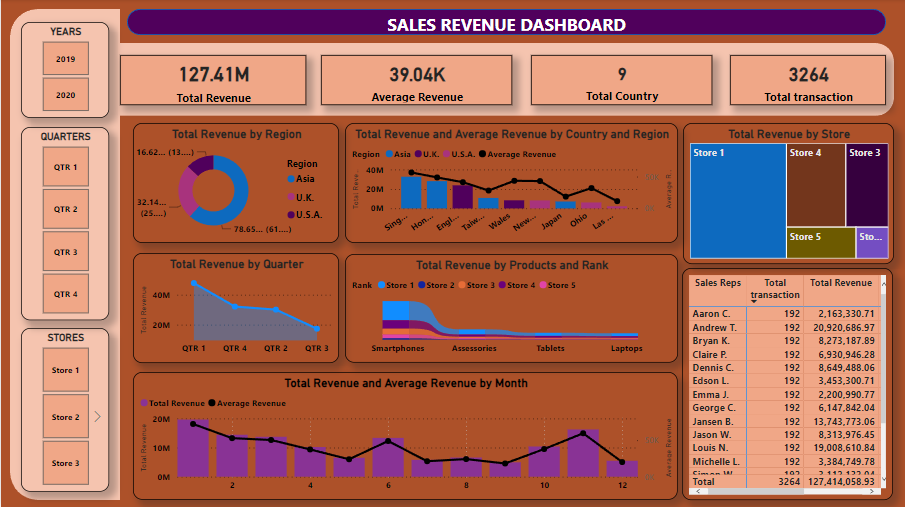 SALES REVENUE DASHBOARD
YEARS
2019
2020
QUARTERS
QTR 1
QTR 2
QTR 3
QTR 4
STORES
Store 1
Store 2
Store 3
127.41M
Total Revenue
39.04K
Average Revenue
9
Total Country
3264
Total transaction
Total Revenue by Region
16.62... (13....)
32.14...
(25....)
78.65... (61....)
Region
Asia
U.K.
U.S.A.
Total Revenue and Average Revenue by Country and Region
Region Asia U.K. U.S.A. Average Revenue
Total Reve...
40M
20M
0M
Average R...
Sing... Hon... Engl... Taiw... Wales New... Japan Ohio Las ...
Total Revenue by Store
Store 1
Store 4
Store 3
Store 5
Sto...
Total Revenue by Quarter
Total Revenue
40M
20M
QTR 1 QTR 4 QTR 2 QTR 3
Total Revenue by Products and Rank
Rank Store 1 Store 2 Store 3 Store 4 Store 5
Smartphones Assessories Tablets Laptops
Total Revenue and Average Revenue by Month
Total Revenue Average Revenue
Total Revenue
20M
10M
0M
Average Revenue
2 4 6 8 10 12
Sales Reps Total transaction Total Revenue
Aaron C. 192 2,163,330.71
Andrew T. 192 20,920,686.97
Bryan K. 192 8,273,187.89
Claire P. 192 6,930,946.28
Dennis C. 192 8,649,488.06
Edson L. 192 3,453,300.71
Emma J. 192 2,200,990.77
George C. 192 6,147,842.04
Jansen B. 192 13,743,773.06
Jason W. 192 8,313,976.45
Louis N. 192 19,008,610.84
Michelle L. 192 3,384,749.78
Total 3264 127,414,058.93